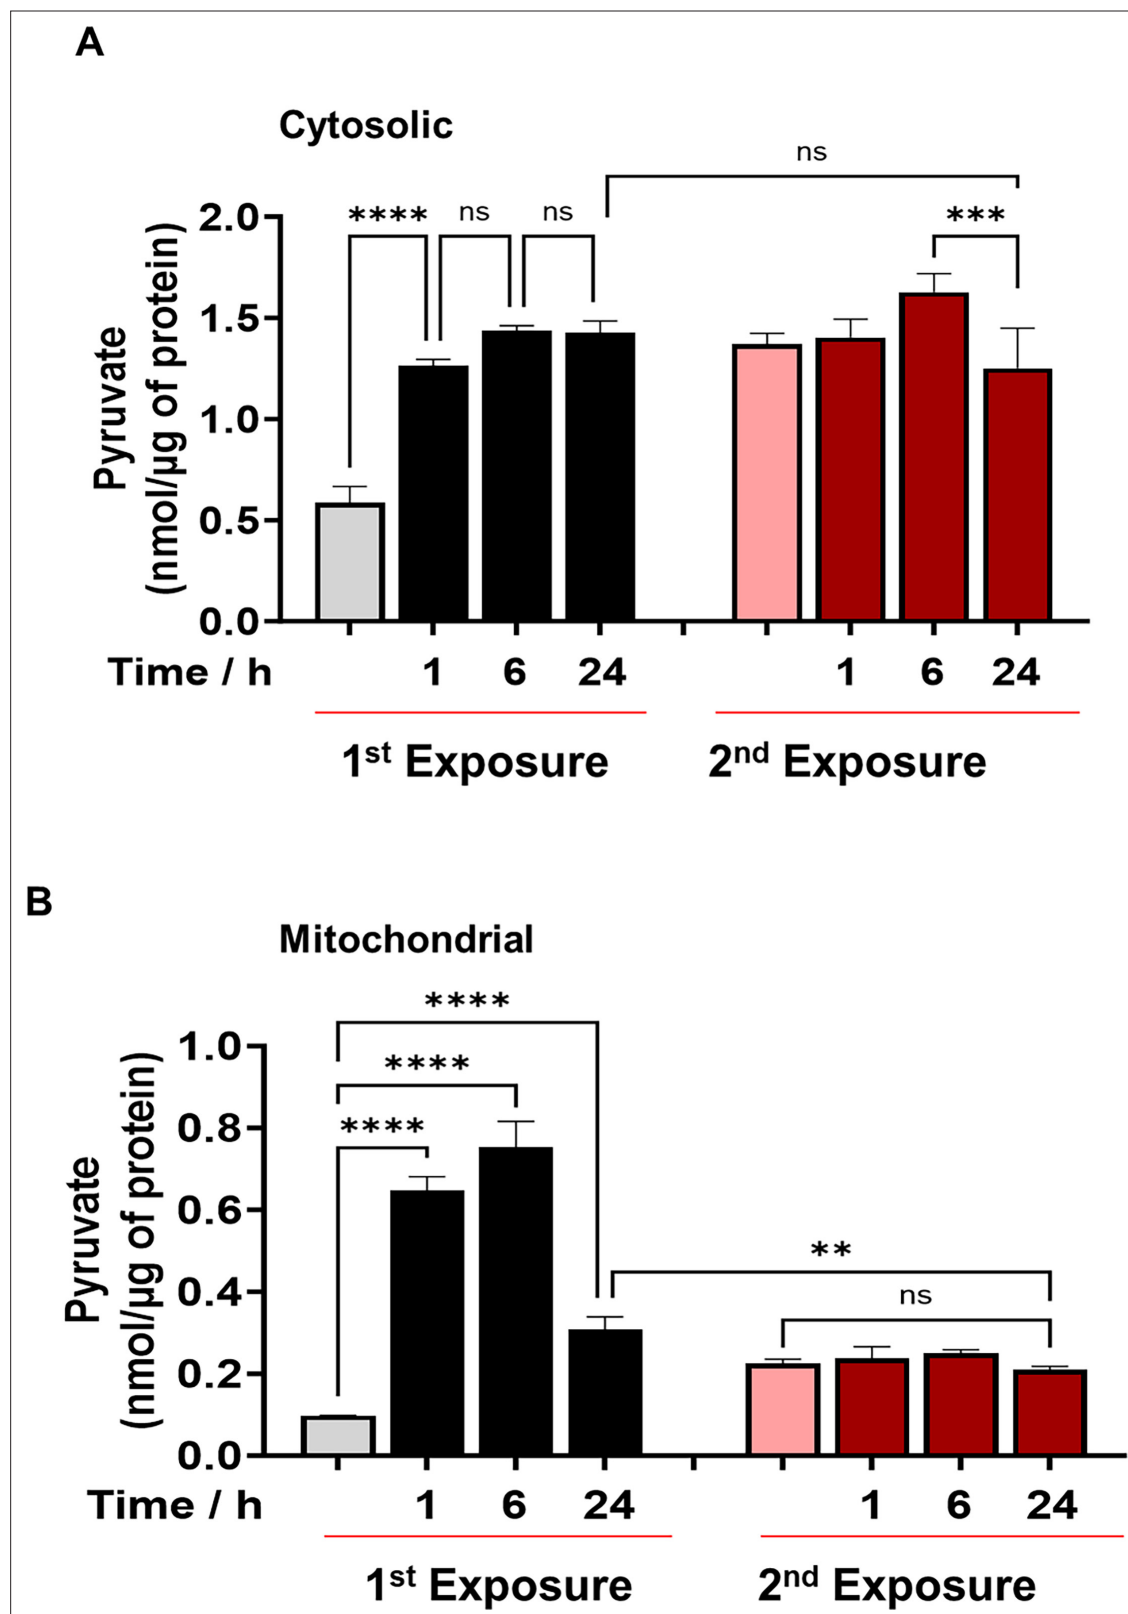 A
Cytosolic
ns
**** ns ns ***
2.0
1.5
1.0
0.5
0.0
Pyruvate
(nmol/µg of protein)
Time / h 1 6 24 1 6 24
1st Exposure 2nd Exposure
B
Mitochondrial
****
****
****
**
ns
1.0
0.8
0.6
0.4
0.2
0.0
Pyruvate
(nmol/µg of protein)
Time / h 1 6 24 1 6 24
1st Exposure 2nd Exposure